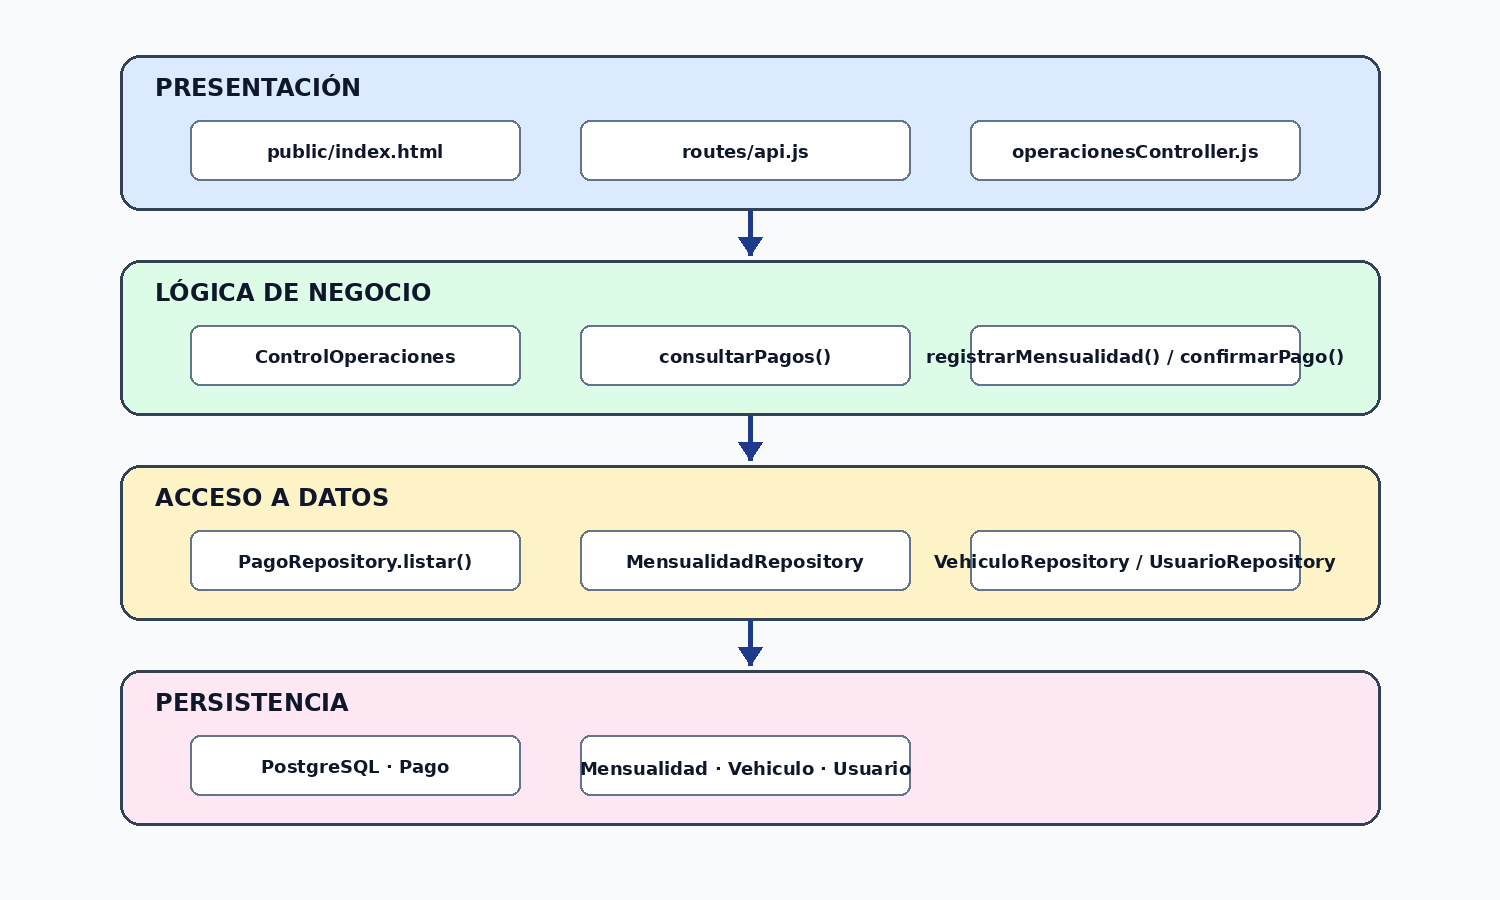 PRESENTACIÓN
public/index.html
routes/api.js
operacionesController.js
LÓGICA DE NEGOCIO
ControlOperaciones
consultarPagos()
registrarMensualidad() / confirmarPago()
ACCESO A DATOS
PagoRepository.listar()
MensualidadRepository
VehiculoRepository / UsuarioRepository
PERSISTENCIA
PostgreSQL · Pago
Mensualidad · Vehiculo · Usuario